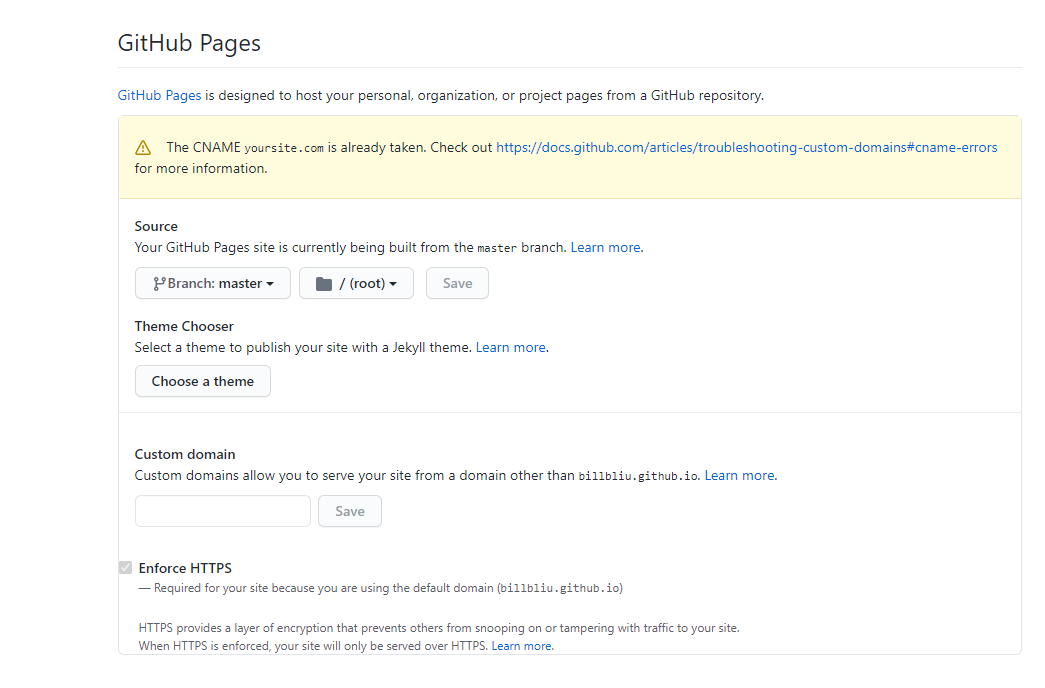 GitHub Pages
GitHub Pages is designed to host your personal, organization, or project pages from a GitHub repository.
The CNAME yoursite.com is already taken. Check out https://docs.github.com/articles/troubleshooting-custom-domains#cname-errors
for more information.
Source
Your GitHub Pages site is currently being built from the master branch. Learn more.
Branch: master / (root) Save
Theme Chooser
Select a theme to publish your site with a Jekyll theme. Learn more.
Choose a theme
Custom domain
Custom domains allow you to serve your site from a domain other than billbliu.github.io. Learn more.
Save
Enforce HTTPS
— Required for your site because you are using the default domain (billbliu.github.io)
HTTPS provides a layer of encryption that prevents others from snooping on or tampering with traffic to your site.
When HTTPS is enforced, your site will only be served over HTTPS. Learn more.